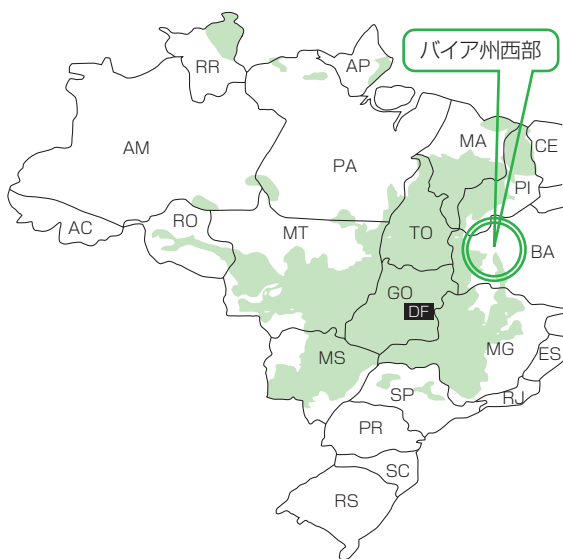 バイア州西部
RR
AP
AM
PA
MA
CE
PI
AC
RO
MT
TO
BA
GO
DF
MS
MG
ES
SP
RJ
PR
SC
RS